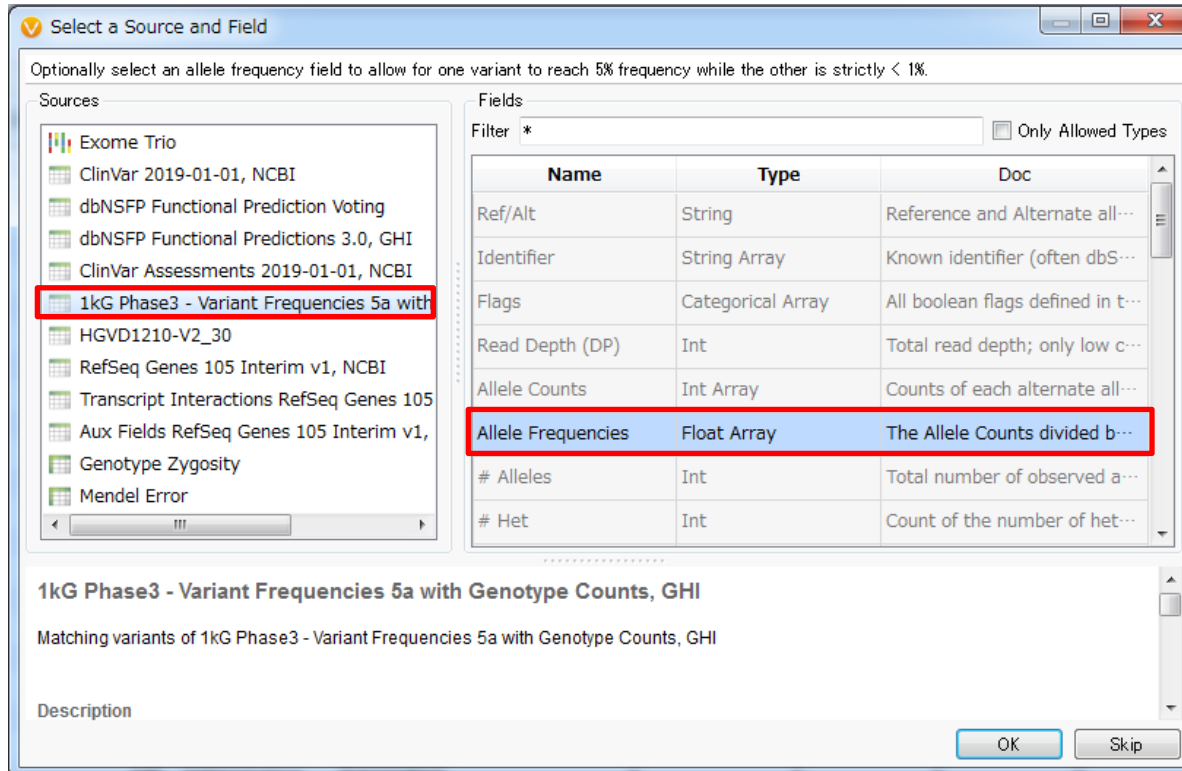 Select a Source and Field
Optionally select an allele frequency field to allow for one variant to reach 5% frequency while the other is strictly < 1%.
Sources
Exome Trio
ClinVar 2019-01-01, NCBI
dbNSFP Functional Prediction Voting
dbNSFP Functional Predictions 3.0, GHI
ClinVar Assessments 2019-01-01, NCBI
1kG Phase3 - Variant Frequencies 5a with
HGVD1210-V2_30
RefSeq Genes 105 Interim v1, NCBI
Transcript Interactions RefSeq Genes 105
Aux Fields RefSeq Genes 105 Interim v1,
Genotype Zygosity
Mendel Error
Fields
Filter * Only Allowed Types
Name Type Doc
Ref/Alt String Reference and Alternate all···
Identifier String Array Known identifier (often dbS···
Flags Categorical Array All boolean flags defined in t···
Read Depth (DP) Int Total read depth; only low c···
Allele Counts Int Array Counts of each alternate all···
Allele Frequencies Float Array The Allele Counts divided b···
# Alleles Int Total number of observed a···
# Het Int Count of the number of het···
1kG Phase3 - Variant Frequencies 5a with Genotype Counts, GHI
Matching variants of 1kG Phase3 - Variant Frequencies 5a with Genotype Counts, GHI
Description
OK Skip